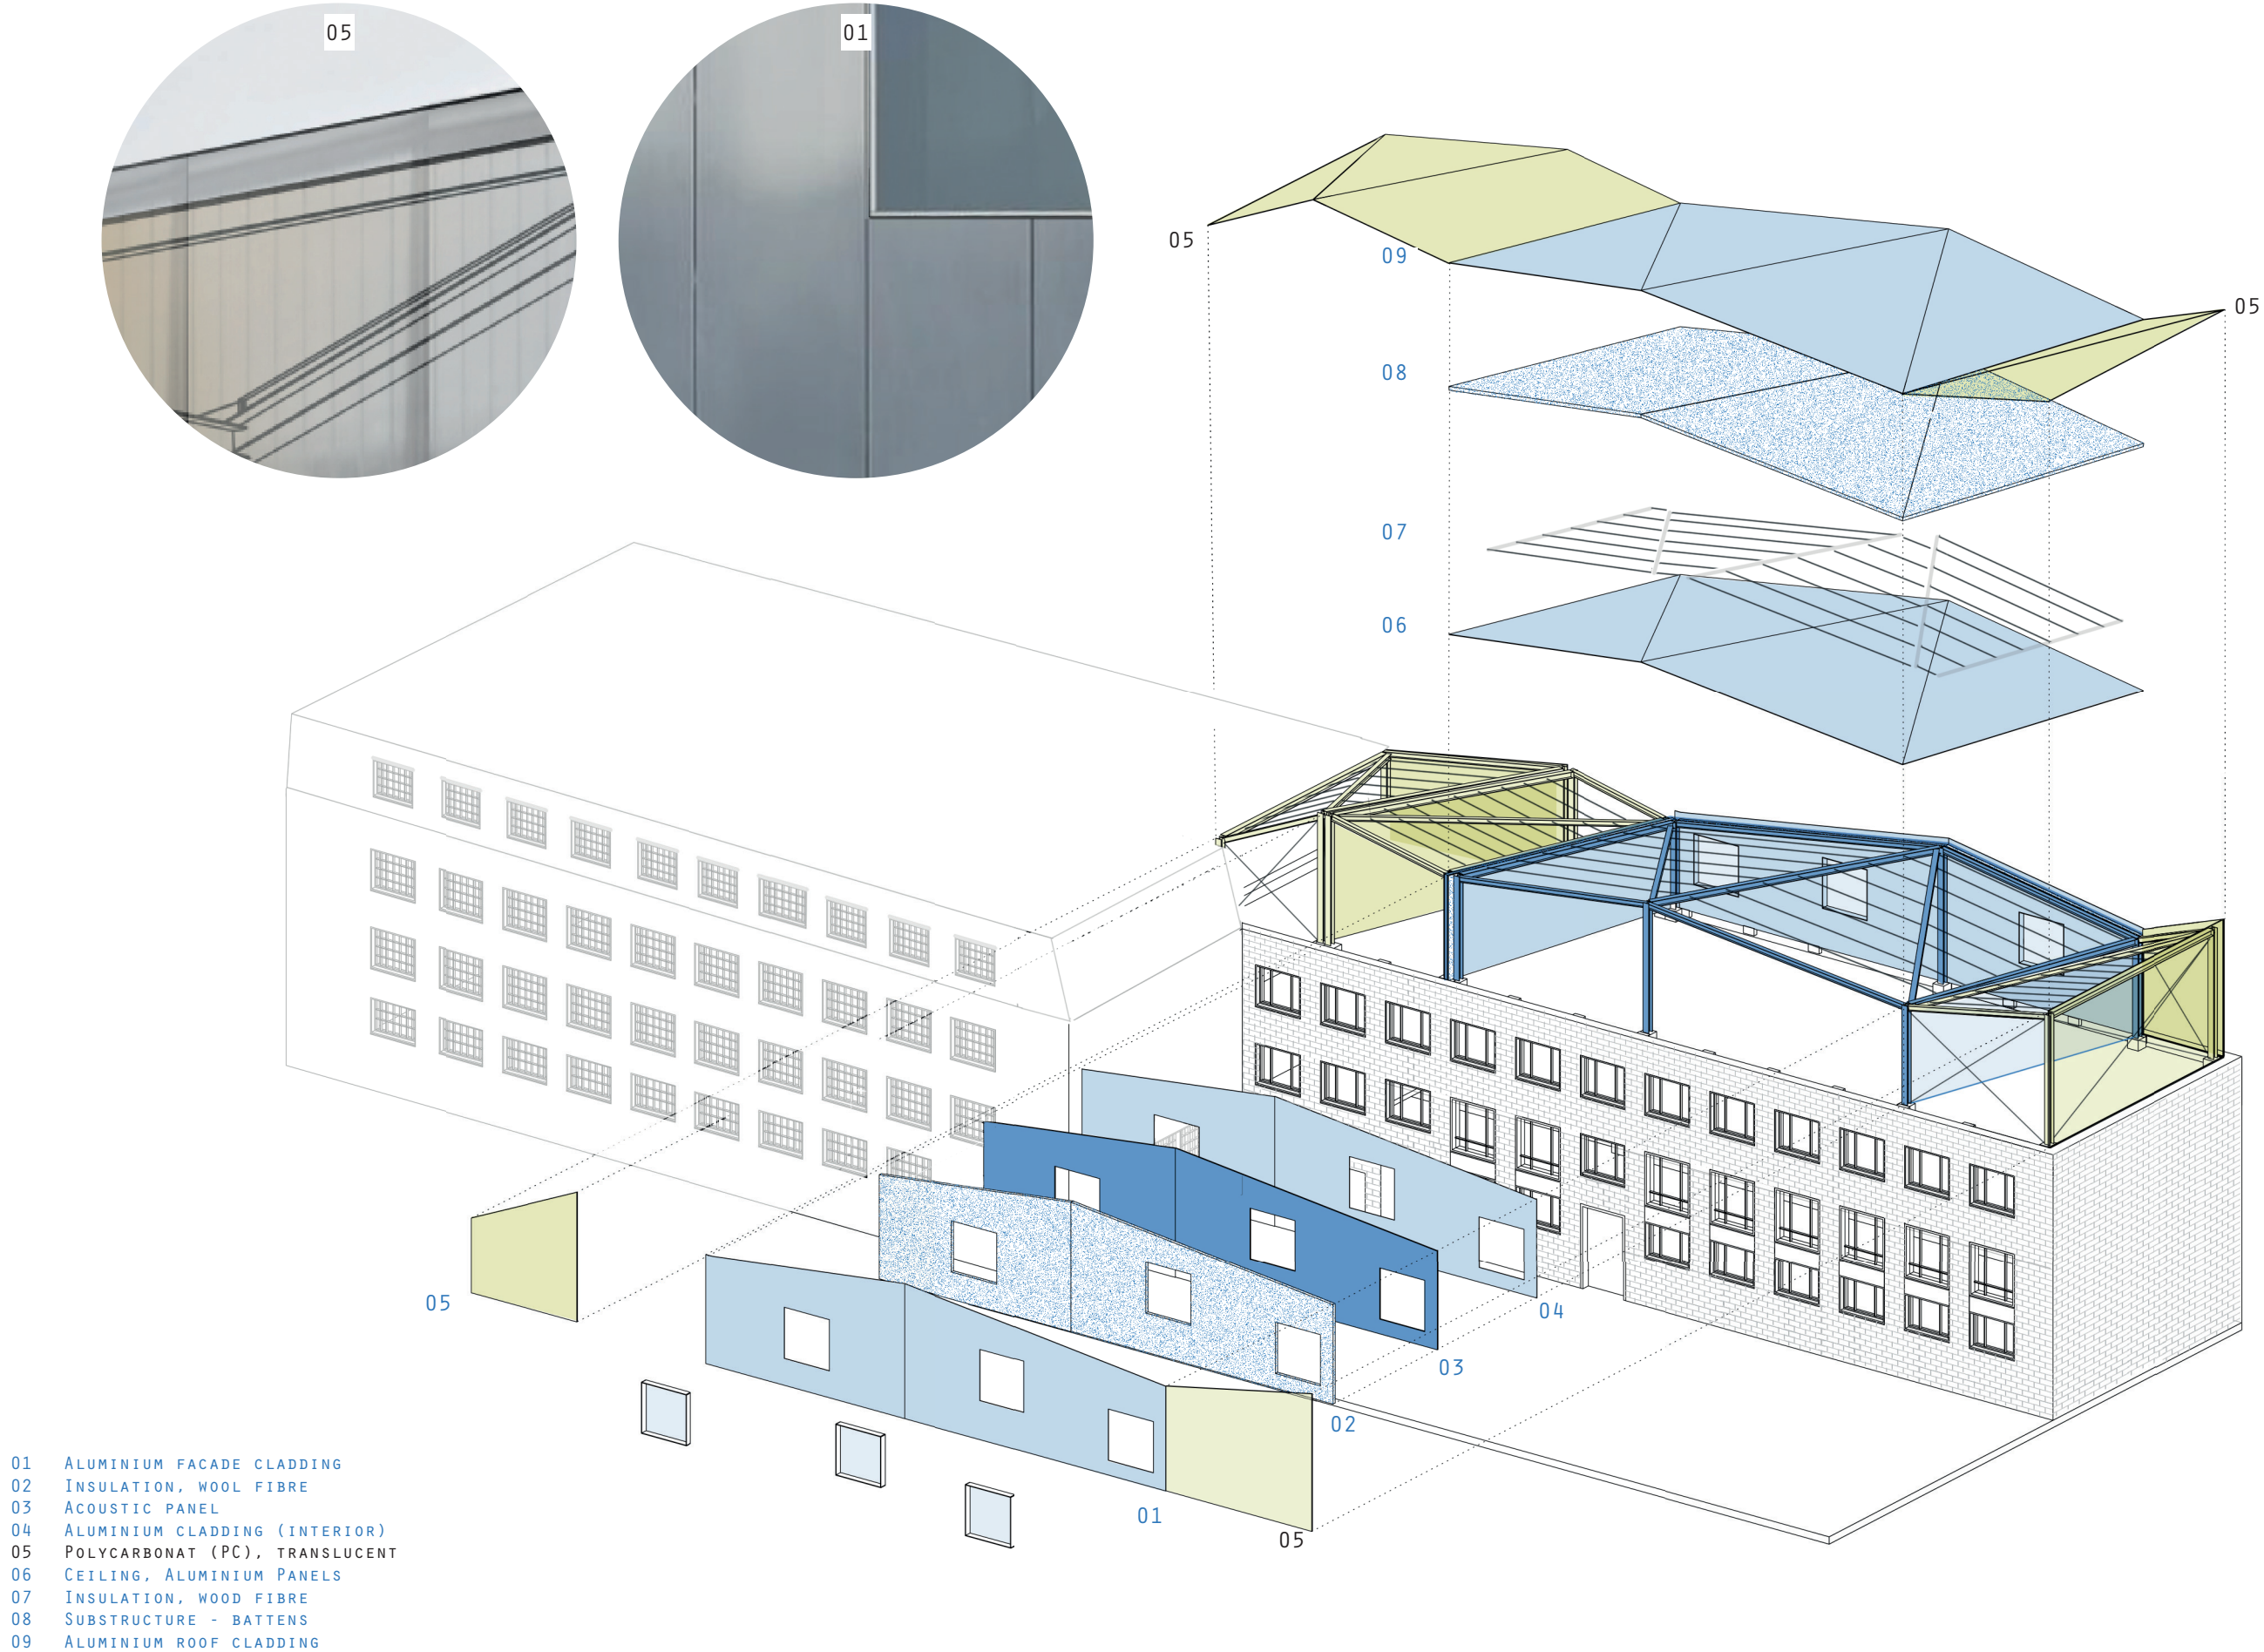 05
01
05
09
05
08
07
06
05
04
03
02
01
05
01 Aluminium facade cladding
02 Insulation, wool fibre
03 Acoustic panel
04 Aluminium cladding (interior)
05 Polycarbonat (PC), translucent
06 Ceiling, Aluminium Panels
07 Insulation, wood fibre
08 Substructure - battens
09 Aluminium roof cladding